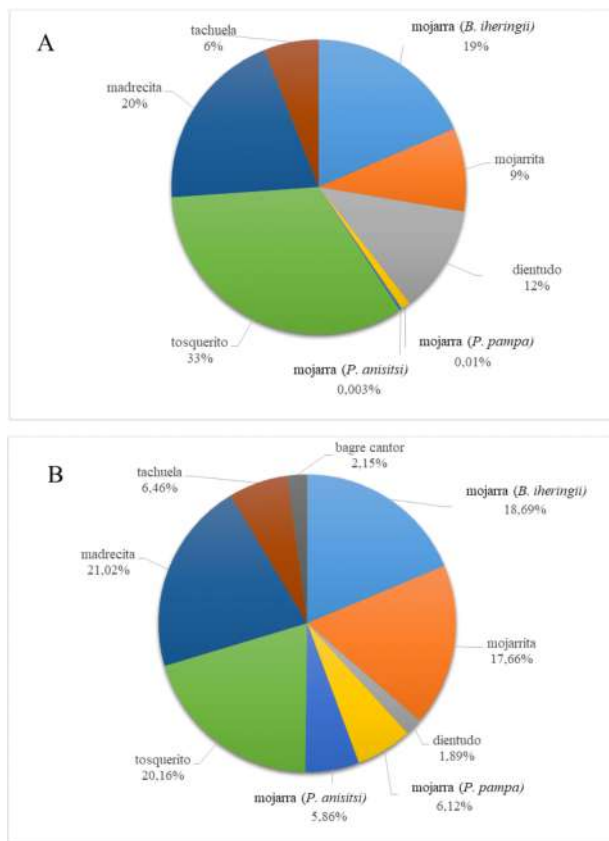 A
tachuela
6%
mojarra (B. iheringii)
19%
madrecita
20%
mojarrita
9%
dientudo
12%
mojarra (P. pampa)
0,01%
tosquerito
33%
mojarra (P. anisitsi)
0,003%
B
bagre cantor
2,15%
tachuela
6,46%
mojarra (B. iheringii)
18,69%
madrecita
21,02%
mojarrita
17,66%
dientudo
1,89%
tosquerito
20,16%
mojarra (P. anisitsi)
5,86%
mojarra (P. pampa)
6,12%